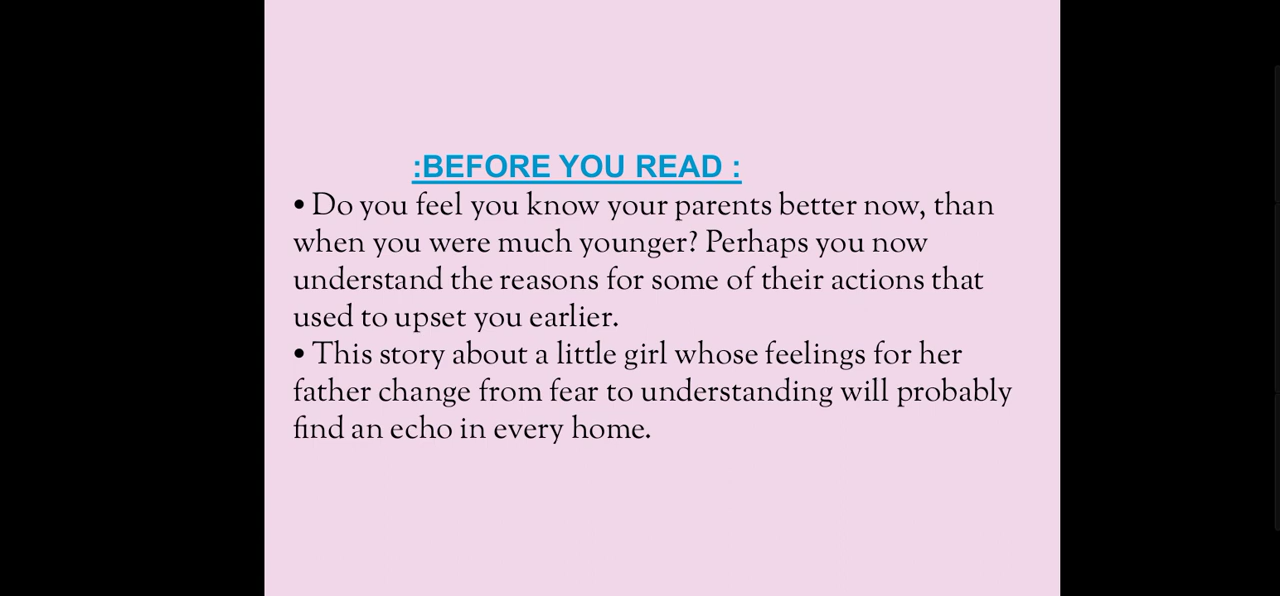 :BEFORE YOU READ :
• Do you feel you know your parents better now, than
when you were much younger? Perhaps you now
understand the reasons for some of their actions that
used to upset you earlier.
• This story about a little girl whose feelings for her
father change from fear to understanding will probably
find an echo in every home.